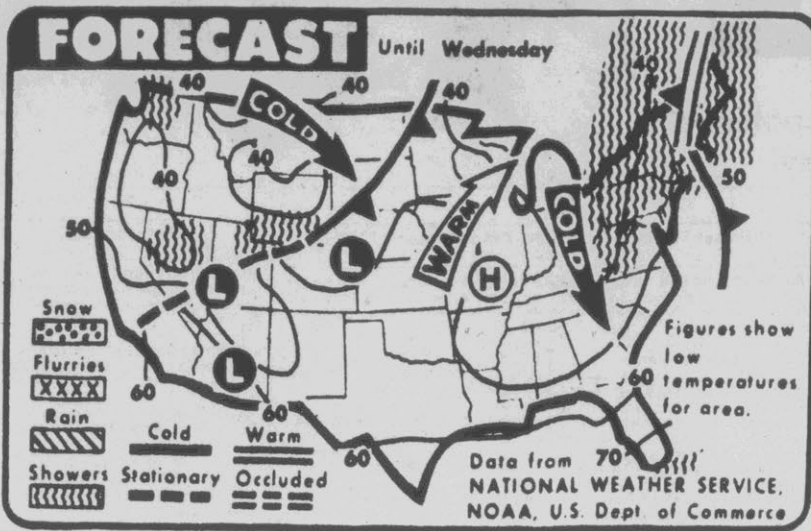 FORECAST Until Wednesday
40 40 40 40
COLD 40
40 40
50
50
WARM COLD
L L H
L
Snow
Flurries
Rain
Showers
Cold Warm
Stationary Occluded
60 60 60 60 70
Figures show
low
temperatures
for area.
Data from
NATIONAL WEATHER SERVICE,
NOAA, U.S. Dept. of Commerce